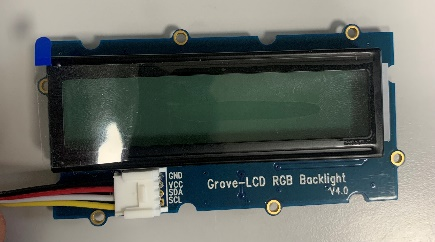 GND
VCC
SDA
SCL
Grove-LCD RGB Backlight
V4.0